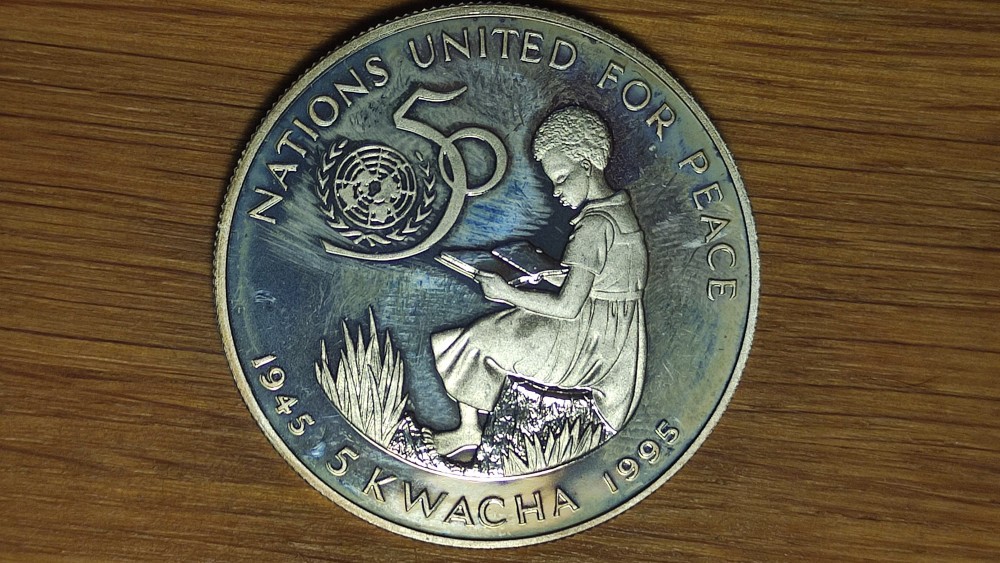 NATIONS UNITED FOR PEACE
50
1945 5 KWACHA 1995